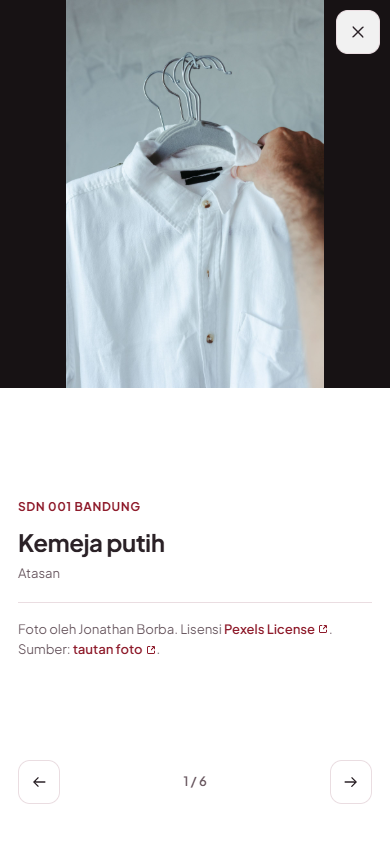 SDN 001 BANDUNG
Kemeja putih
Atasan
Foto oleh Jonathan Borba. Lisensi Pexels License.
Sumber: tautan foto.
1 / 6